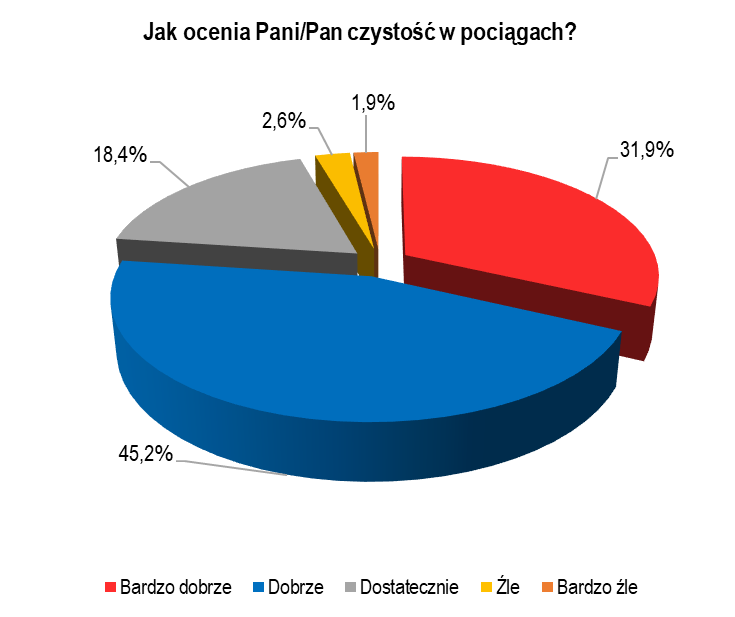 Jak ocenia Pani/Pan czystość w pociągach?
1,9%
2,6%
31,9%
18,4%
45,2%
Bardzo dobrze Dobrze Dostatecznie Źle Bardzo źle